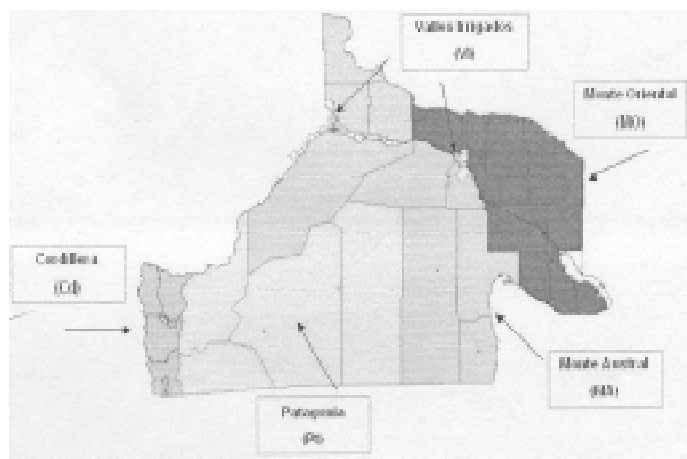 Valles Irrigados
(VI)
Monte Oriental
(MO)
Cordillera
(Cd)
Monte Austral
(MA)
Patagonia
(Pt)